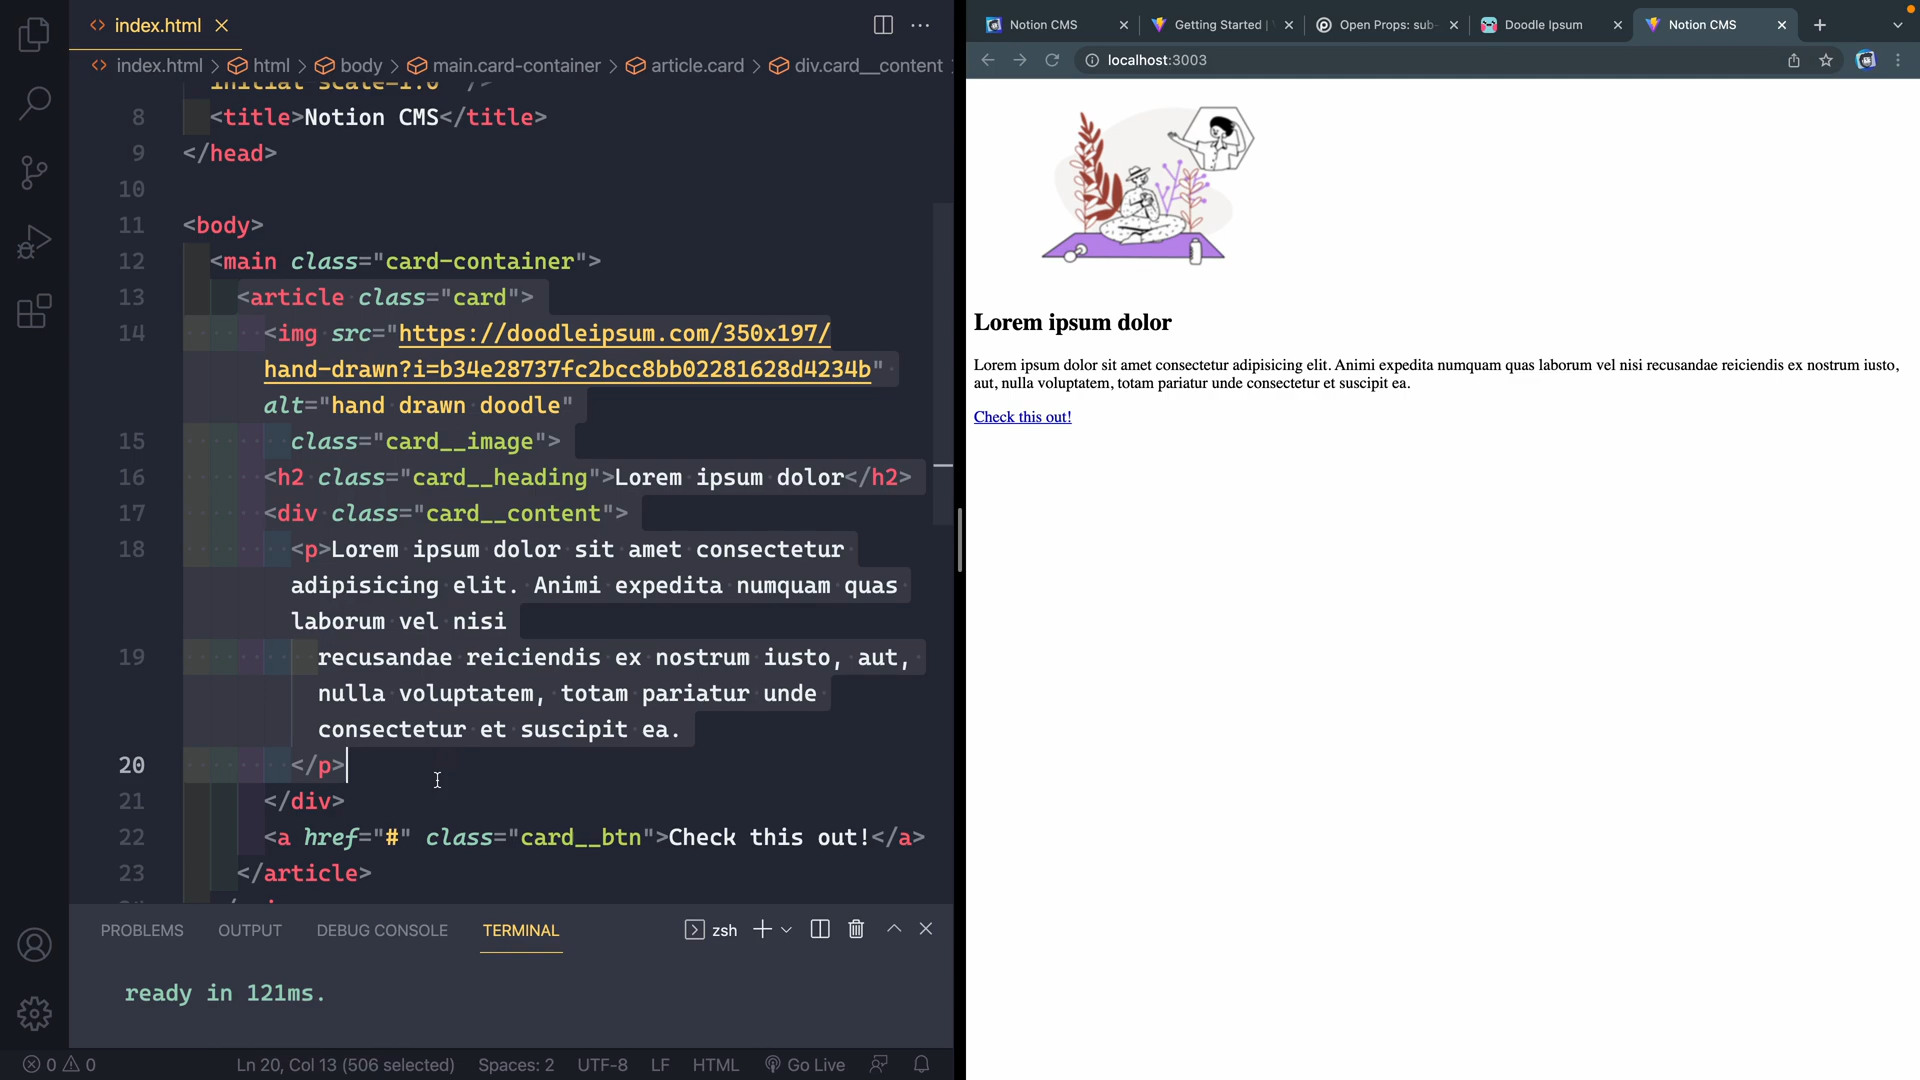 index.html
index.html > html > body > main.card-container > article.card > div.card__content
initial-scale=1.0" />
8 <title>Notion CMS</title>
9 </head>
10
11 <body>
12 <main class="card-container">
13 <article class="card">
14 <img src="https://doodleipsum.com/350x197/
hand-drawn?i=b34e28737fc2bcc8bb02281628d4234b"
alt="hand drawn doodle"
15 class="card__image">
16 <h2 class="card__heading">Lorem ipsum dolor</h2>
17 <div class="card__content">
18 <p>Lorem ipsum dolor sit amet consectetur
adipisicing elit. Animi expedita numquam quas
laborum vel nisi
19 recusandae reiciendis ex nostrum iusto, aut,
nulla voluptatem, totam pariatur unde
consectetur et suscipit ea.
20 </p>
21 </div>
22 <a href="#" class="card__btn">Check this out!</a>
23 </article>
PROBLEMS OUTPUT DEBUG CONSOLE TERMINAL zsh
ready in 121ms.
0 0 Ln 20, Col 13 (506 selected) Spaces: 2 UTF-8 LF HTML Go Live
Notion CMS Getting Started | Open Props: sub- Doodle Ipsum Notion CMS
localhost:3003
Lorem ipsum dolor
Lorem ipsum dolor sit amet consectetur adipisicing elit. Animi expedita numquam quas laborum vel nisi recusandae reiciendis ex nostrum iusto,
aut, nulla voluptatem, totam pariatur unde consectetur et suscipit ea.
Check this out!